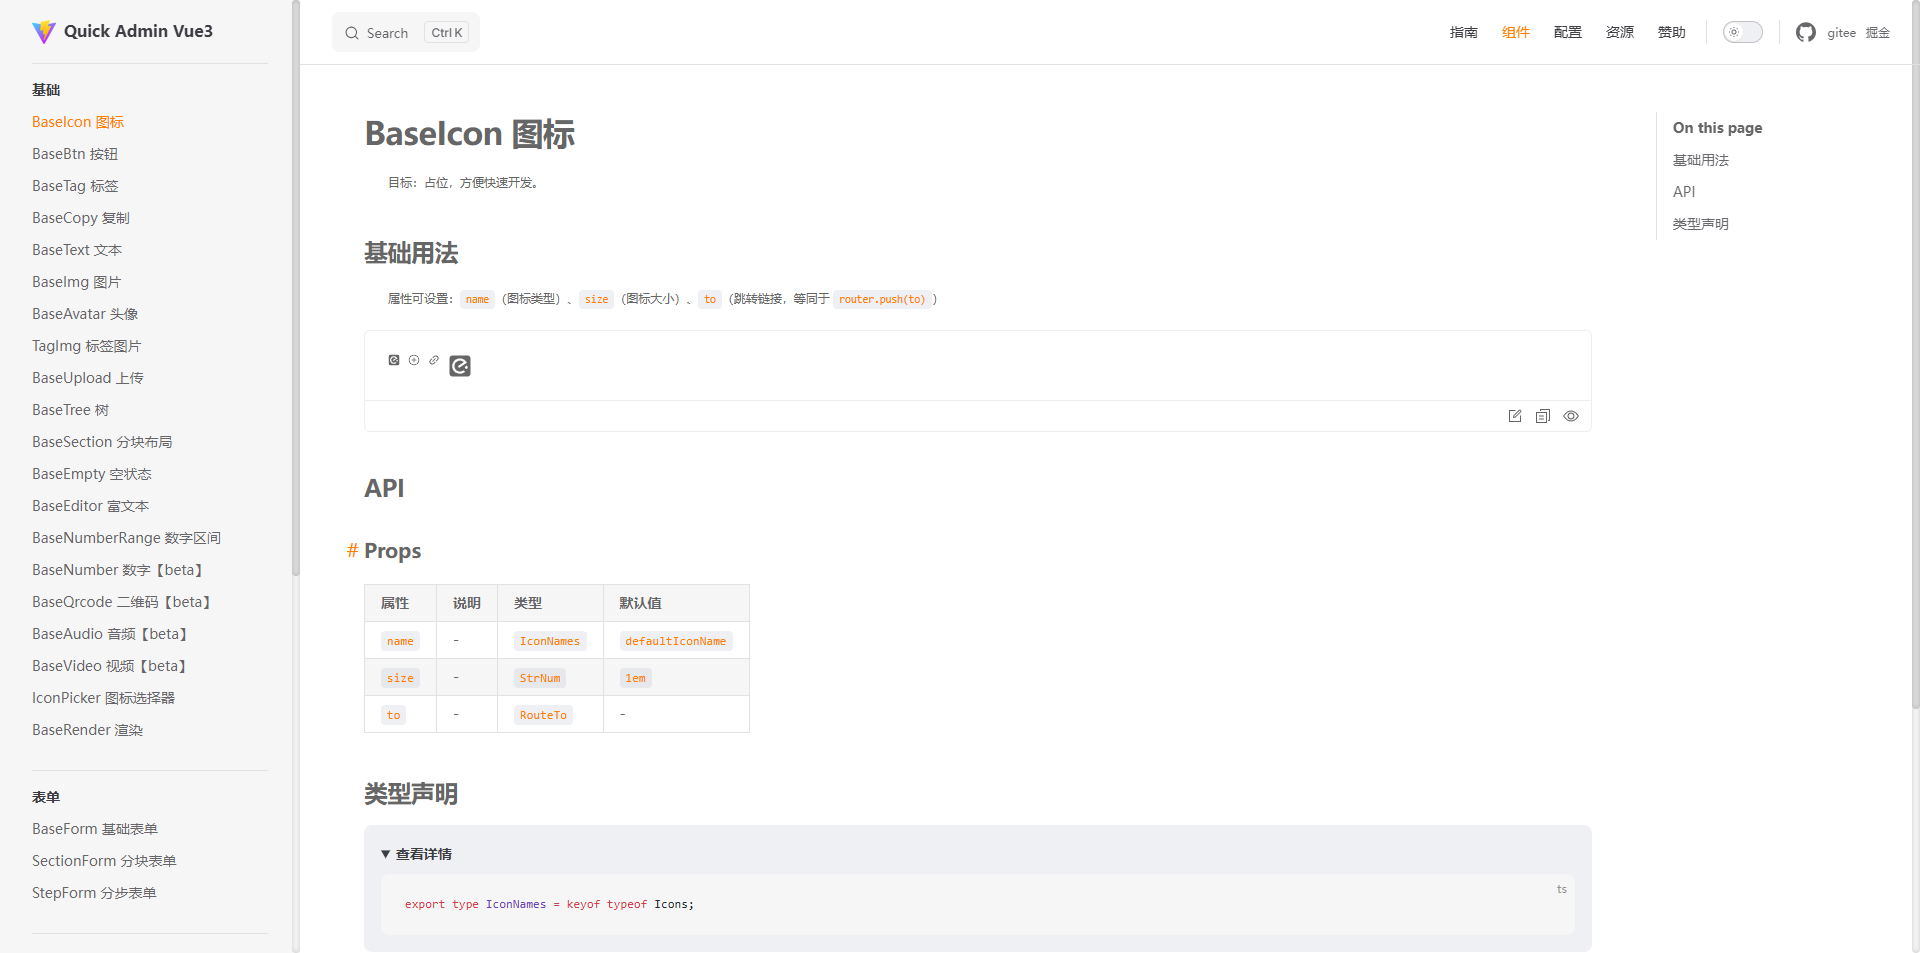 Quick Admin Vue3
Search Ctrl K
指南 组件 配置 资源 赞助 gitee 掘金
基础
BaseIcon 图标
BaseBtn 按钮
BaseTag 标签
BaseCopy 复制
BaseText 文本
BaseImg 图片
BaseAvatar 头像
TagImg 标签图片
BaseUpload 上传
BaseTree 树
BaseSection 分块布局
BaseEmpty 空状态
BaseEditor 富文本
BaseNumberRange 数字区间
BaseNumber 数字【beta】
BaseQrcode 二维码【beta】
BaseAudio 音频【beta】
BaseVideo 视频【beta】
IconPicker 图标选择器
BaseRender 渲染
表单
BaseForm 基础表单
SectionForm 分块表单
StepForm 分步表单
BaseIcon 图标
目标：占位，方便快速开发。
基础用法
属性可设置：name（图标类型）、size（图标大小）、to（跳转链接，等同于 router.push(to)）
API
# Props
属性 说明 类型 默认值
name - IconNames defaultIconName
size - StrNum 1em
to - RouteTo -
类型声明
▼ 查看详情
ts
export type IconNames = keyof typeof Icons;
On this page
基础用法
API
类型声明